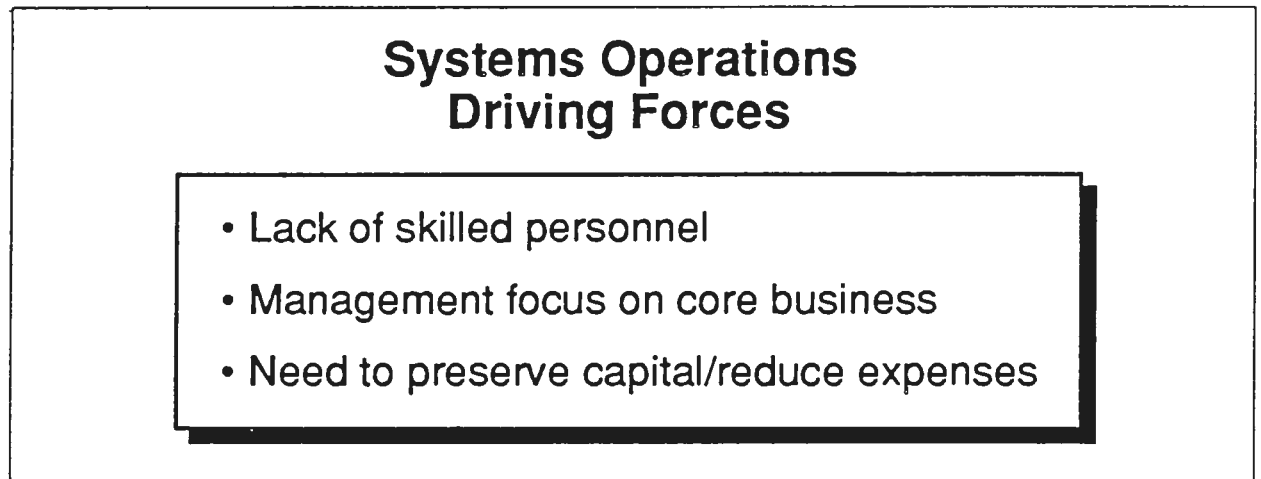 Systems Operations
Driving Forces
• Lack of skilled personnel
• Management focus on core business
• Need to preserve capital/reduce expenses